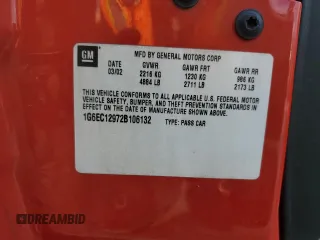 GM
MFD BY GENERAL MOTORS CORP
03/02
GVWR
GAWR FRT
GAWR RR
2216 KG
1230 KG
986 KG
4884 LB
2711 LB
2173 LB
THIS VEHICLE CONFORMS TO ALL APPLICABLE U.S. FEDERAL MOTOR
VEHICLE SAFETY, BUMPER, AND THEFT PREVENTION STANDARDS IN
EFFECT ON THE DATE OF MANUFACTURE SHOWN ABOVE.
1G6EC12972B106132
TYPE: PASS CAR
DREAMBID